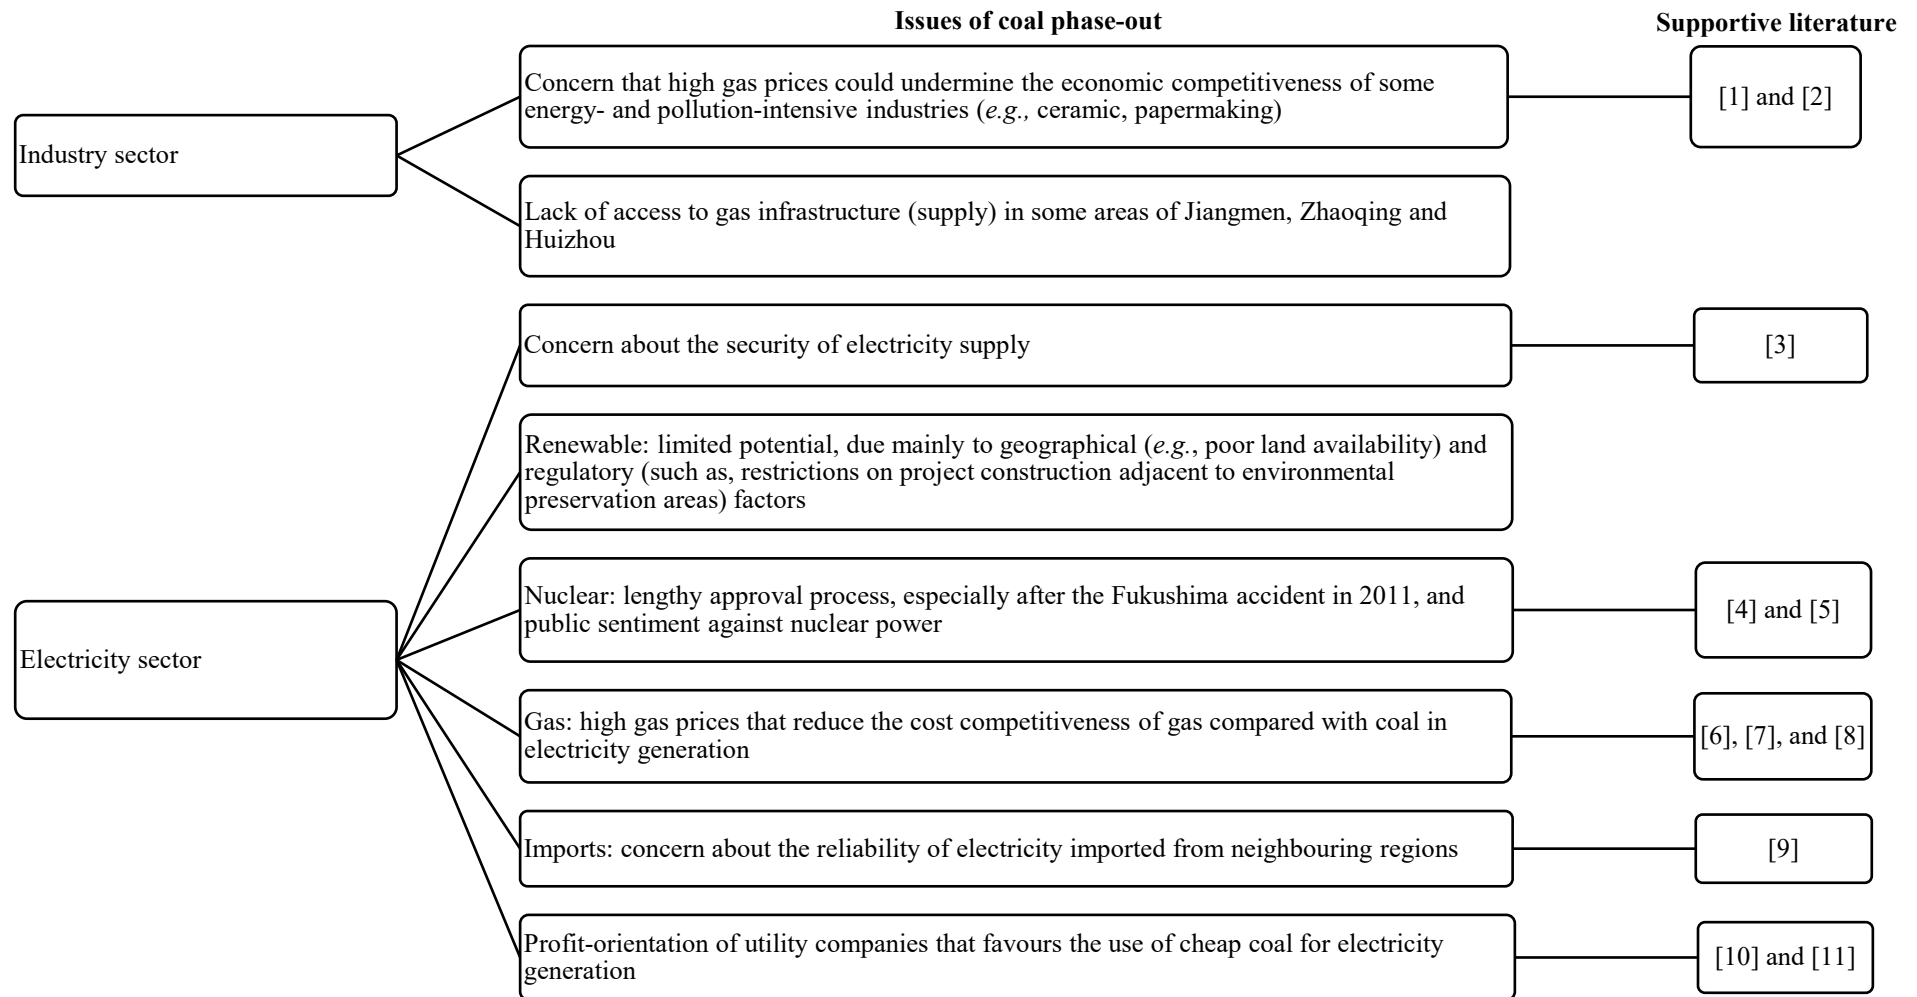 Issues of coal phase-out
Supportive literature
Industry sector
Concern that high gas prices could undermine the economic competitiveness of some
energy- and pollution-intensive industries (e.g., ceramic, papermaking)
[1] and [2]
Lack of access to gas infrastructure (supply) in some areas of Jiangmen, Zhaoqing and
Huizhou
Electricity sector
Concern about the security of electricity supply
[3]
Renewable: limited potential, due mainly to geographical (e.g., poor land availability) and
regulatory (such as, restrictions on project construction adjacent to environmental
preservation areas) factors
Nuclear: lengthy approval process, especially after the Fukushima accident in 2011, and
public sentiment against nuclear power
[4] and [5]
Gas: high gas prices that reduce the cost competitiveness of gas compared with coal in
electricity generation
[6], [7], and [8]
Imports: concern about the reliability of electricity imported from neighbouring regions
[9]
Profit-orientation of utility companies that favours the use of cheap coal for electricity
generation
[10] and [11]